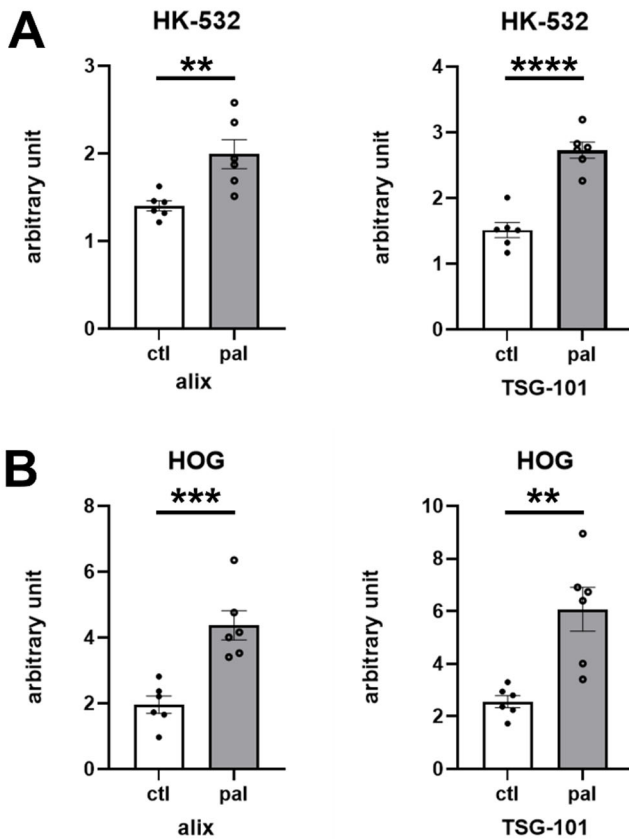 A
HK-532
HK-532
**
****
3
2
1
0
arbitrary unit
ctl
pal
alix
4
3
2
1
0
arbitrary unit
ctl
pal
TSG-101
B
HOG
HOG
***
**
8
6
4
2
0
arbitrary unit
ctl
pal
alix
10
8
6
4
2
0
arbitrary unit
ctl
pal
TSG-101